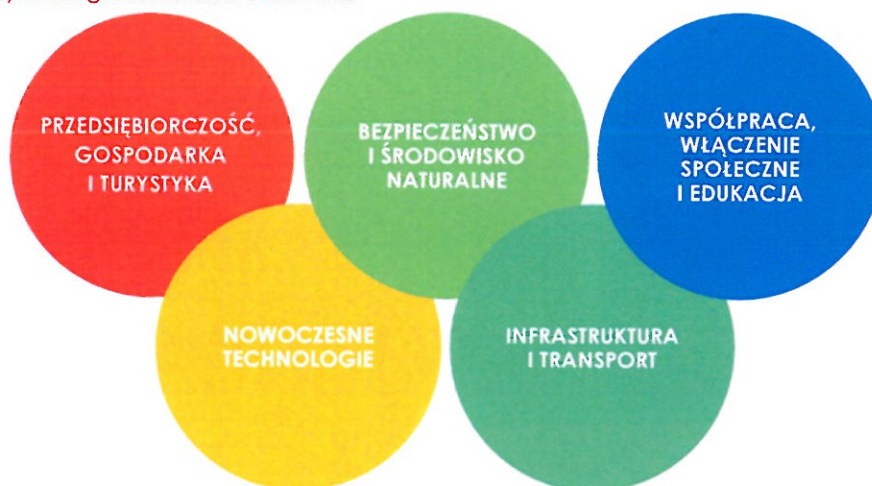 PRZEDSIĘBIORCZOŚĆ,
GOSPODARKA
I TURYSTYKA
BEZPIECZEŃSTWO
I ŚRODOWISKO
NATURALNE
WSPÓŁPRACA,
WŁĄCZENIE
SPOŁECZNE
I EDUKACJA
NOWOCZESNE
TECHNOLOGIE
INFRASTRUKTURA
I TRANSPORT